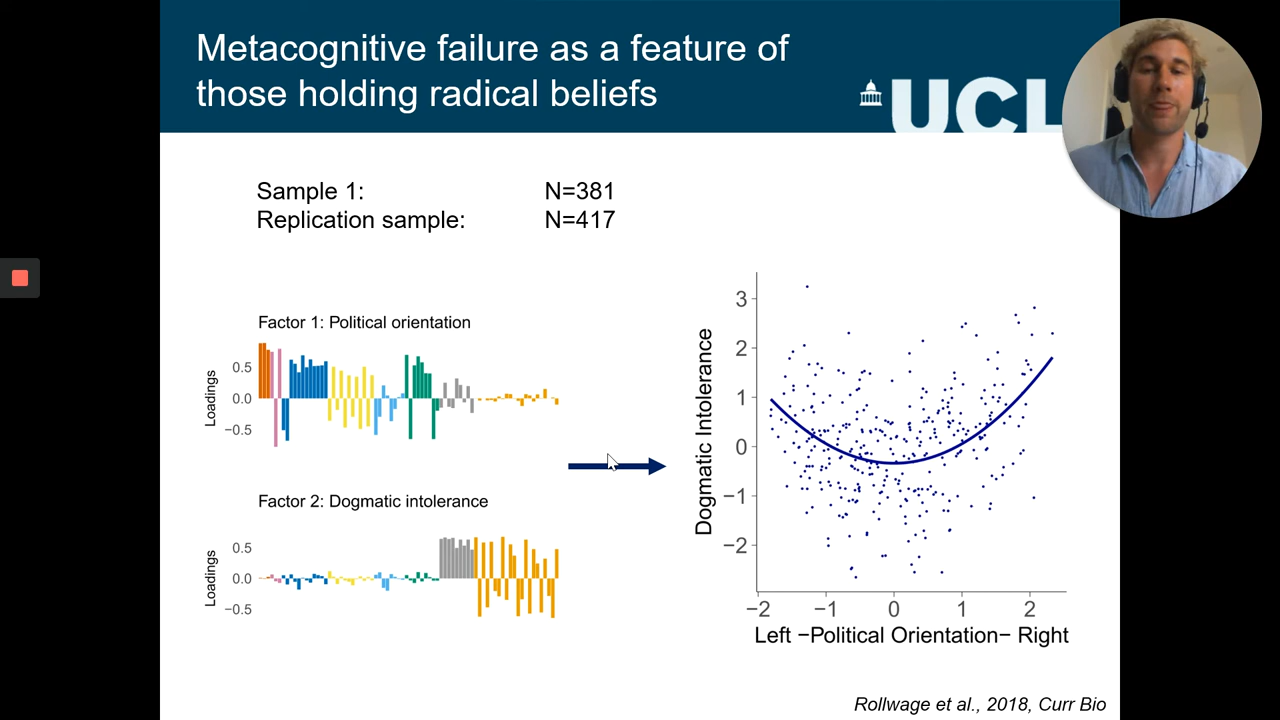 Metacognitive failure as a feature of
those holding radical beliefs
UCL
Sample 1: N=381
Replication sample: N=417
Factor 1: Political orientation
Loadings
0.5
0.0
−0.5
Factor 2: Dogmatic intolerance
Loadings
0.5
0.0
−0.5
Dogmatic Intolerance
3
2
1
0
−1
−2
−2 −1 0 1 2
Left −Political Orientation− Right
Rollwage et al., 2018, Curr Bio